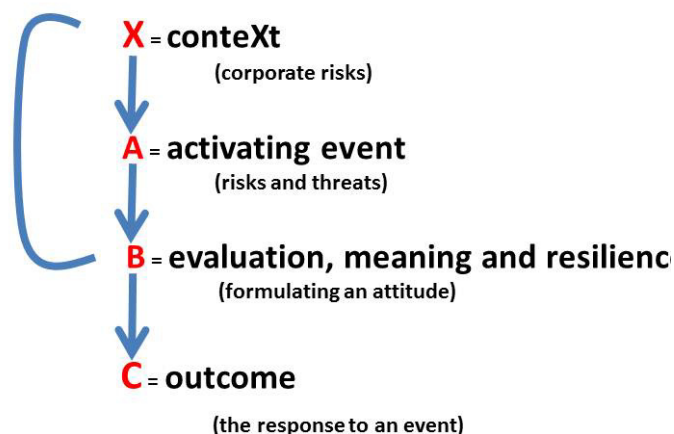 X = conteXt
(corporate risks)
A = activating event
(risks and threats)
B = evaluation, meaning and resilienc
(formulating an attitude)
C = outcome
(the response to an event)